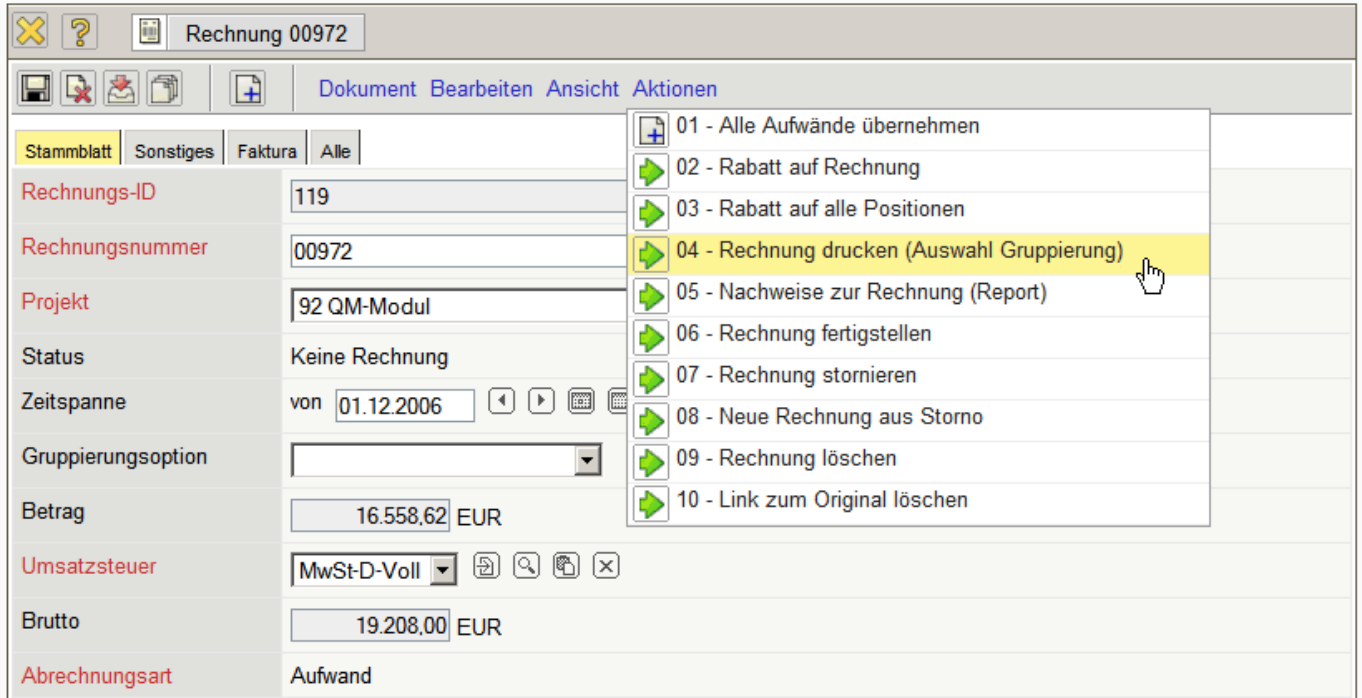 Rechnung 00972
Dokument Bearbeiten Ansicht Aktionen
Stammblatt Sonstiges Faktura Alle
01 - Alle Aufwände übernehmen
02 - Rabatt auf Rechnung
03 - Rabatt auf alle Positionen
04 - Rechnung drucken (Auswahl Gruppierung)
05 - Nachweise zur Rechnung (Report)
06 - Rechnung fertigstellen
07 - Rechnung stornieren
08 - Neue Rechnung aus Storno
09 - Rechnung löschen
10 - Link zum Original löschen
Rechnungs-ID 119
Rechnungsnummer 00972
Projekt 92 QM-Modul
Status Keine Rechnung
Zeitspanne von 01.12.2006
Gruppierungsoption
Betrag 16.558,62 EUR
Umsatzsteuer MwSt-D-Voll
Brutto 19.208,00 EUR
Abrechnungsart Aufwand